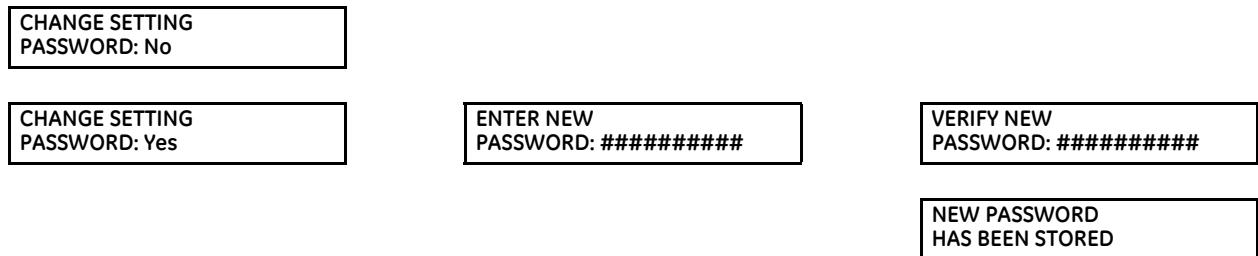 CHANGE SETTING
PASSWORD: No
CHANGE SETTING
PASSWORD: Yes
ENTER NEW
PASSWORD: ##########
VERIFY NEW
PASSWORD: ##########
NEW PASSWORD
HAS BEEN STORED